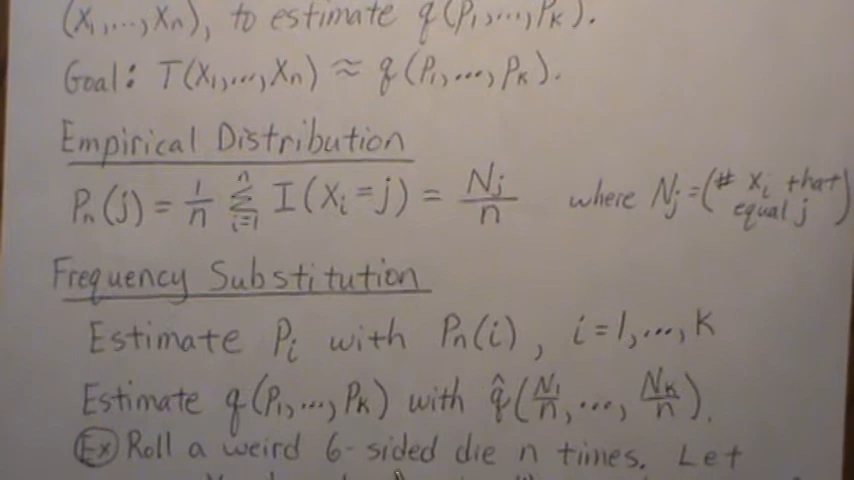 (X₁,...,Xₙ), to estimate q(P₁,...,Pₖ).
Goal: T(X₁,...,Xₙ) ≈ q(P₁,...,Pₖ).
Empirical Distribution
Pₙ(j) = 1/n Σᵢ₌₁ⁿ I(Xᵢ=j) = Nⱼ/n where Nⱼ=(# Xᵢ that equal j)
Frequency Substitution
Estimate Pᵢ with Pₙ(i), i=1,...,K
Estimate q(P₁,...,Pₖ) with q̂(N₁/n,...,Nₖ/n).
Ex Roll a weird 6-sided die n times. Let